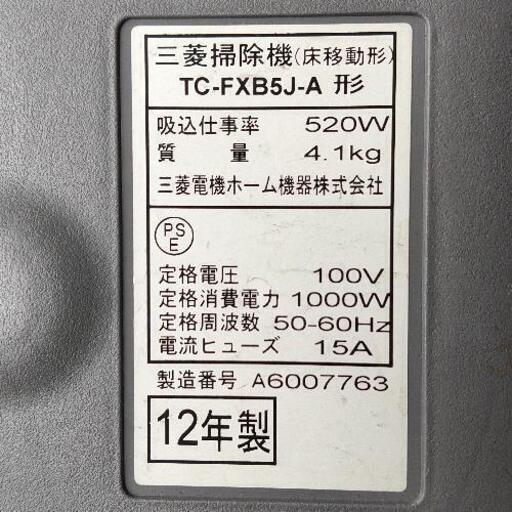 三菱掃除機(床移動形)
TC-FXB5J-A 形
吸込仕事率 520W
質量 4.1kg
三菱電機ホーム機器株式会社
PS
E
定格電圧 100V
定格消費電力 1000W
定格周波数 50-60Hz
電流ヒューズ 15A
製造番号 A6007763
12年製